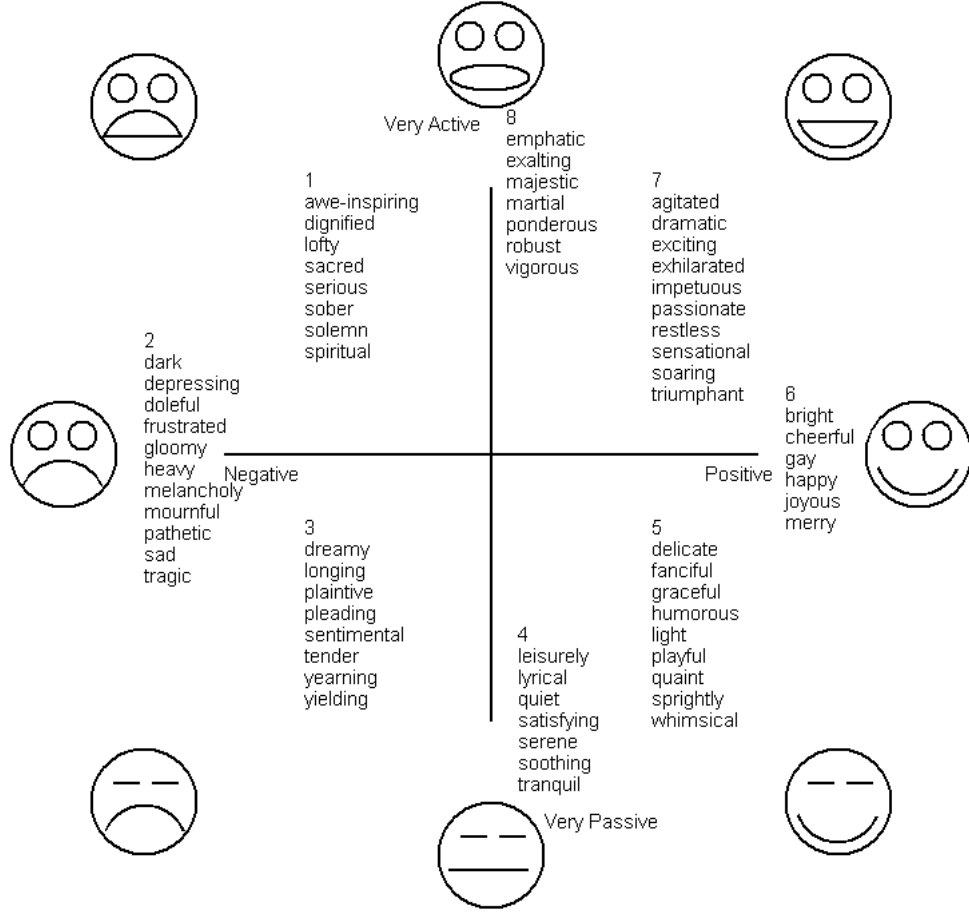 Very Active
8
emphatic
exalting
majestic
martial
ponderous
robust
vigorous
1
awe-inspiring
dignified
lofty
sacred
serious
sober
solemn
spiritual
7
agitated
dramatic
exciting
exhilarated
impetuous
passionate
restless
sensational
soaring
triumphant
2
dark
depressing
doleful
frustrated
gloomy
heavy
melancholy
mournful
pathetic
sad
tragic
Negative
Positive
6
bright
cheerful
gay
happy
joyous
merry
3
dreamy
longing
plaintive
pleading
sentimental
tender
yearning
yielding
4
leisurely
lyrical
quiet
satisfying
serene
soothing
tranquil
5
delicate
fanciful
graceful
humorous
light
playful
quaint
sprightly
whimsical
Very Passive